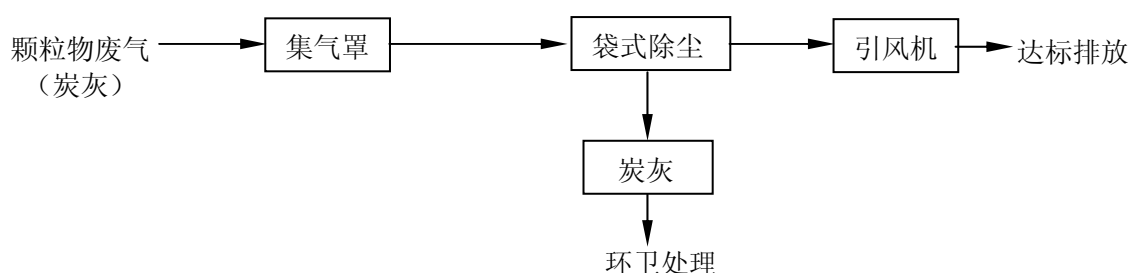 颗粒物废气
（炭灰）
集气罩
袋式除尘
引风机
达标排放
炭灰
环卫处理